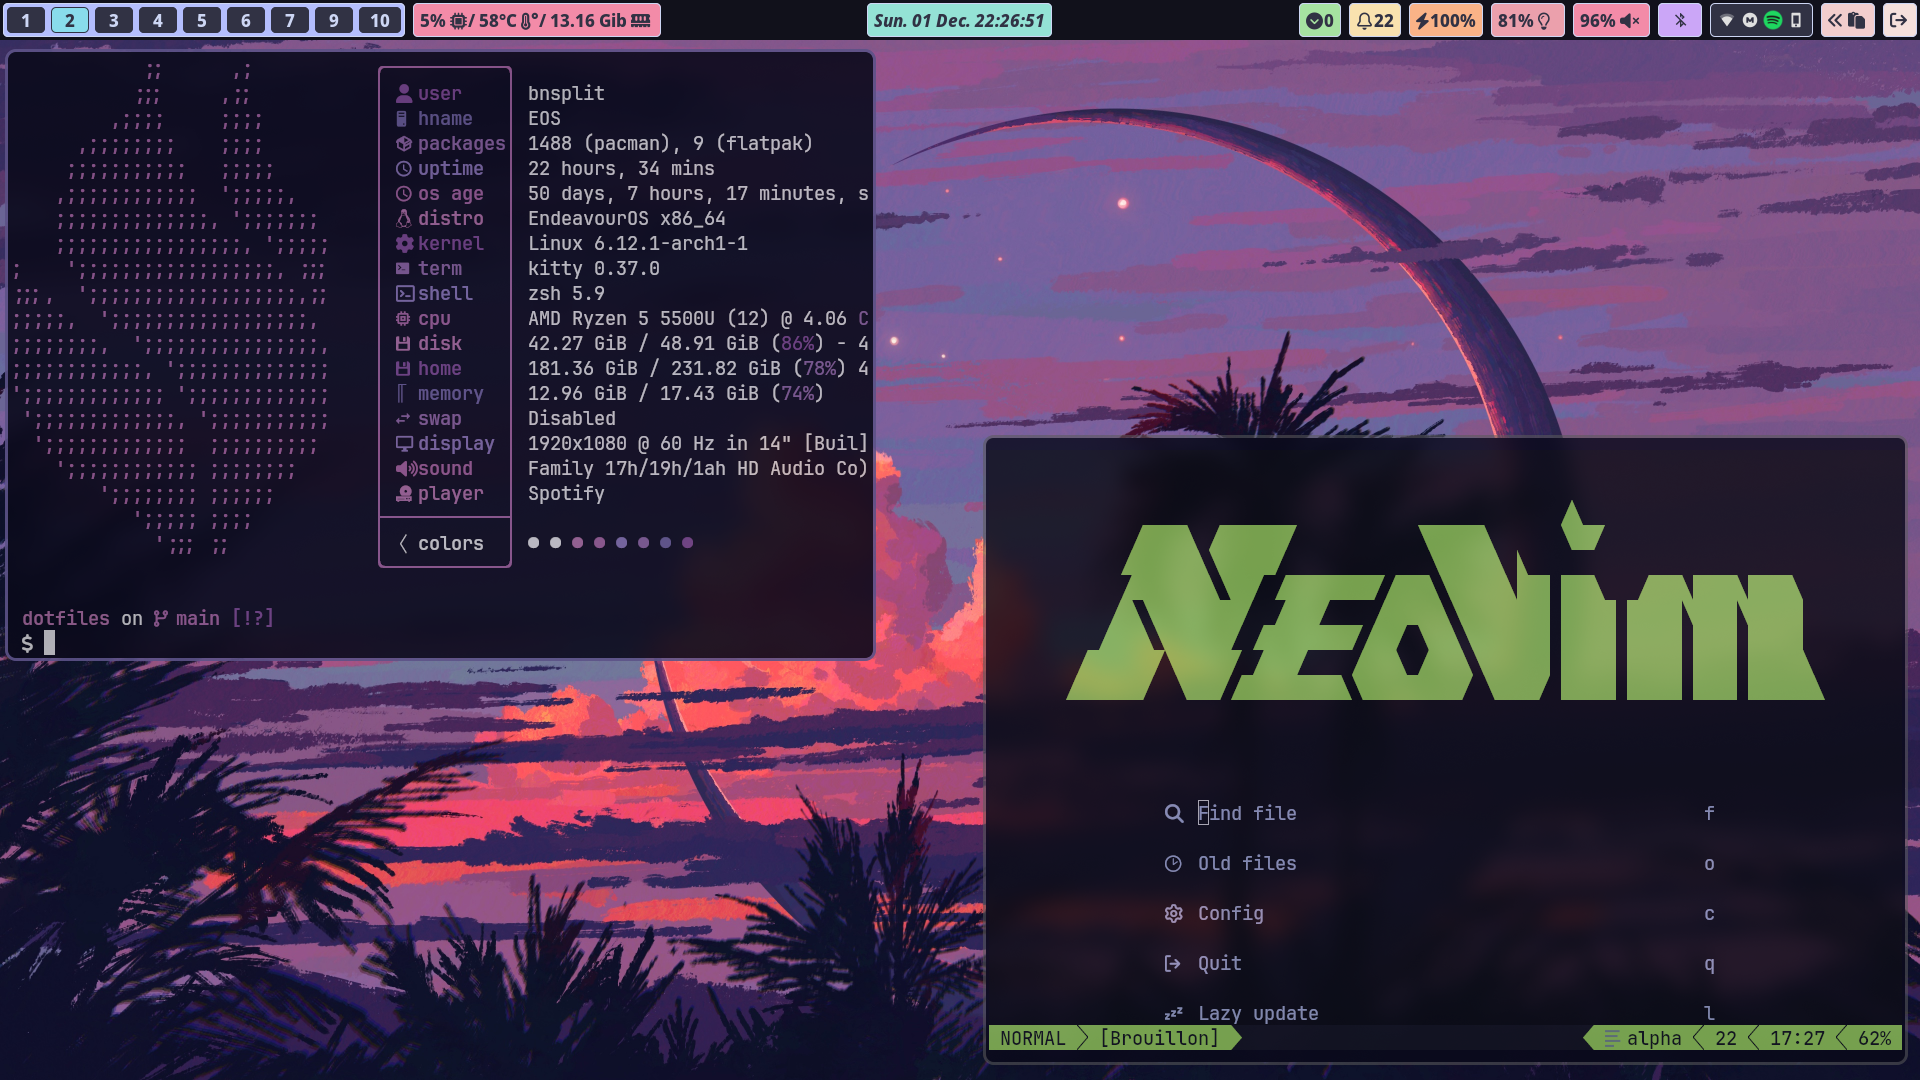 1 2 3 4 5 6 7 9 10
5% / 58°C / 13.16 Gib
Sun. 01 Dec. 22:26:51
0
22
100%
81%
96%
user bnsplit
hname EOS
packages 1488 (pacman), 9 (flatpak)
uptime 22 hours, 34 mins
os age 50 days, 7 hours, 17 minutes, s
distro EndeavourOS x86_64
kernel Linux 6.12.1-arch1-1
term kitty 0.37.0
shell zsh 5.9
cpu AMD Ryzen 5 5500U (12) @ 4.06 C
disk 42.27 GiB / 48.91 GiB (86%) - 4
home 181.36 GiB / 231.82 GiB (78%) 4
memory 12.96 GiB / 17.43 GiB (74%)
swap Disabled
display 1920x1080 @ 60 Hz in 14" [Buil]
sound Family 17h/19h/1ah HD Audio Co)
player Spotify
colors
dotfiles on main [!?]
$
NEOVIM
Find file f
Old files o
Config c
Quit q
Lazy update l
NORMAL [Brouillon] alpha 22 17:27 62%